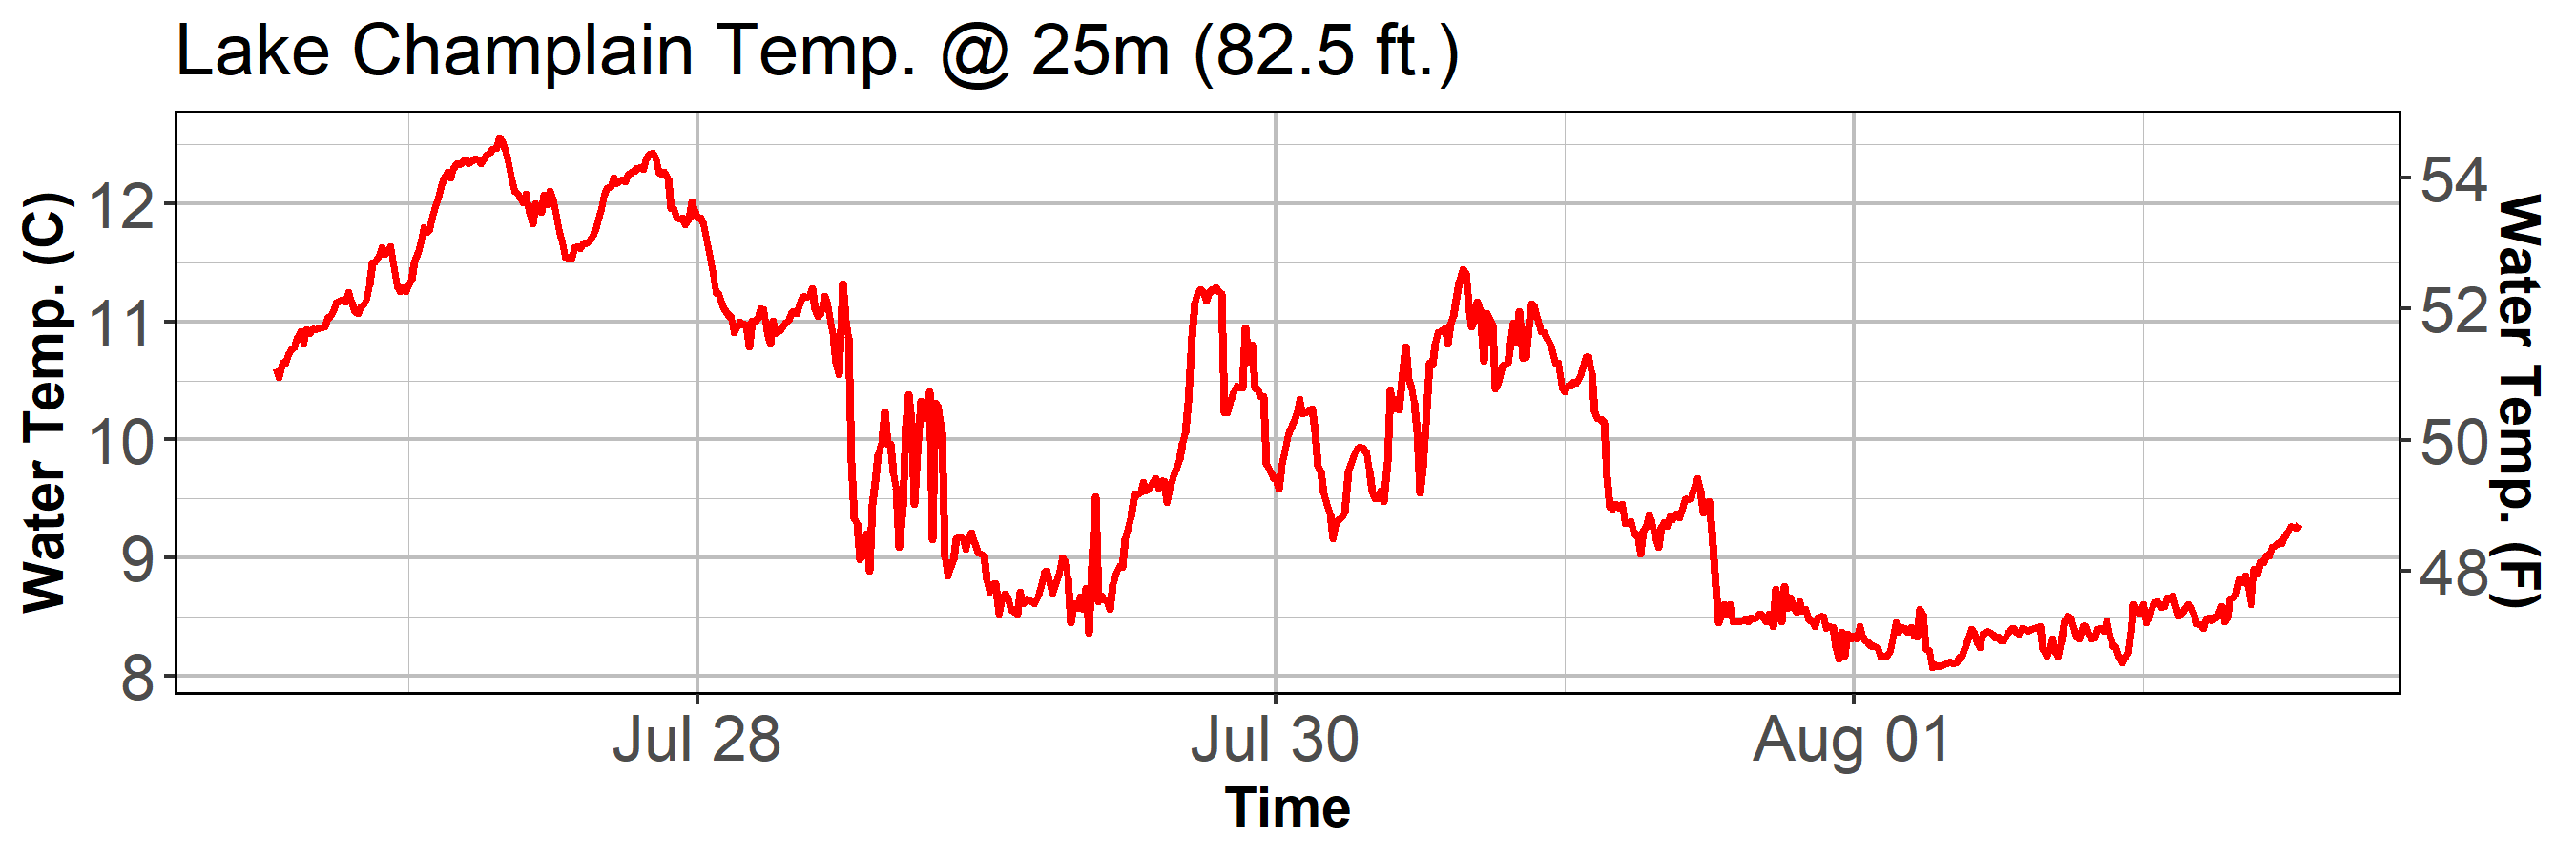 Lake Champlain Temp. @ 25m (82.5 ft.)
Water Temp. (C)
12
11
10
9
8
54
52
50
48
Water Temp. (F)
Jul 28
Jul 30
Aug 01
Time